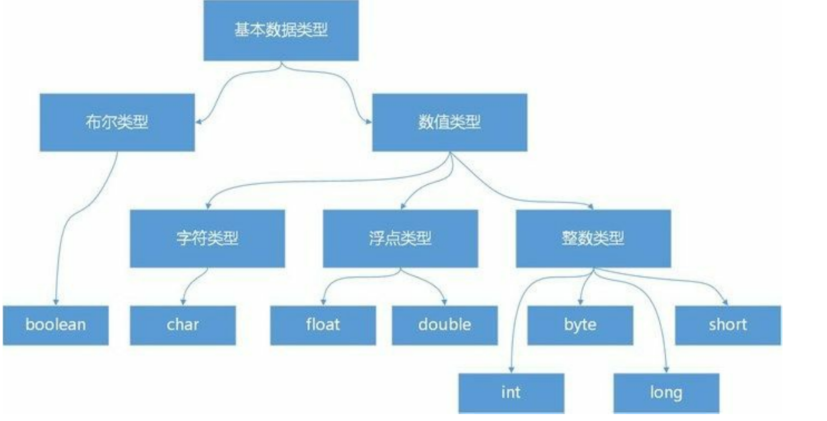 基本数据类型
布尔类型
数值类型
字符类型
浮点类型
整数类型
boolean
char
float
double
byte
short
int
long